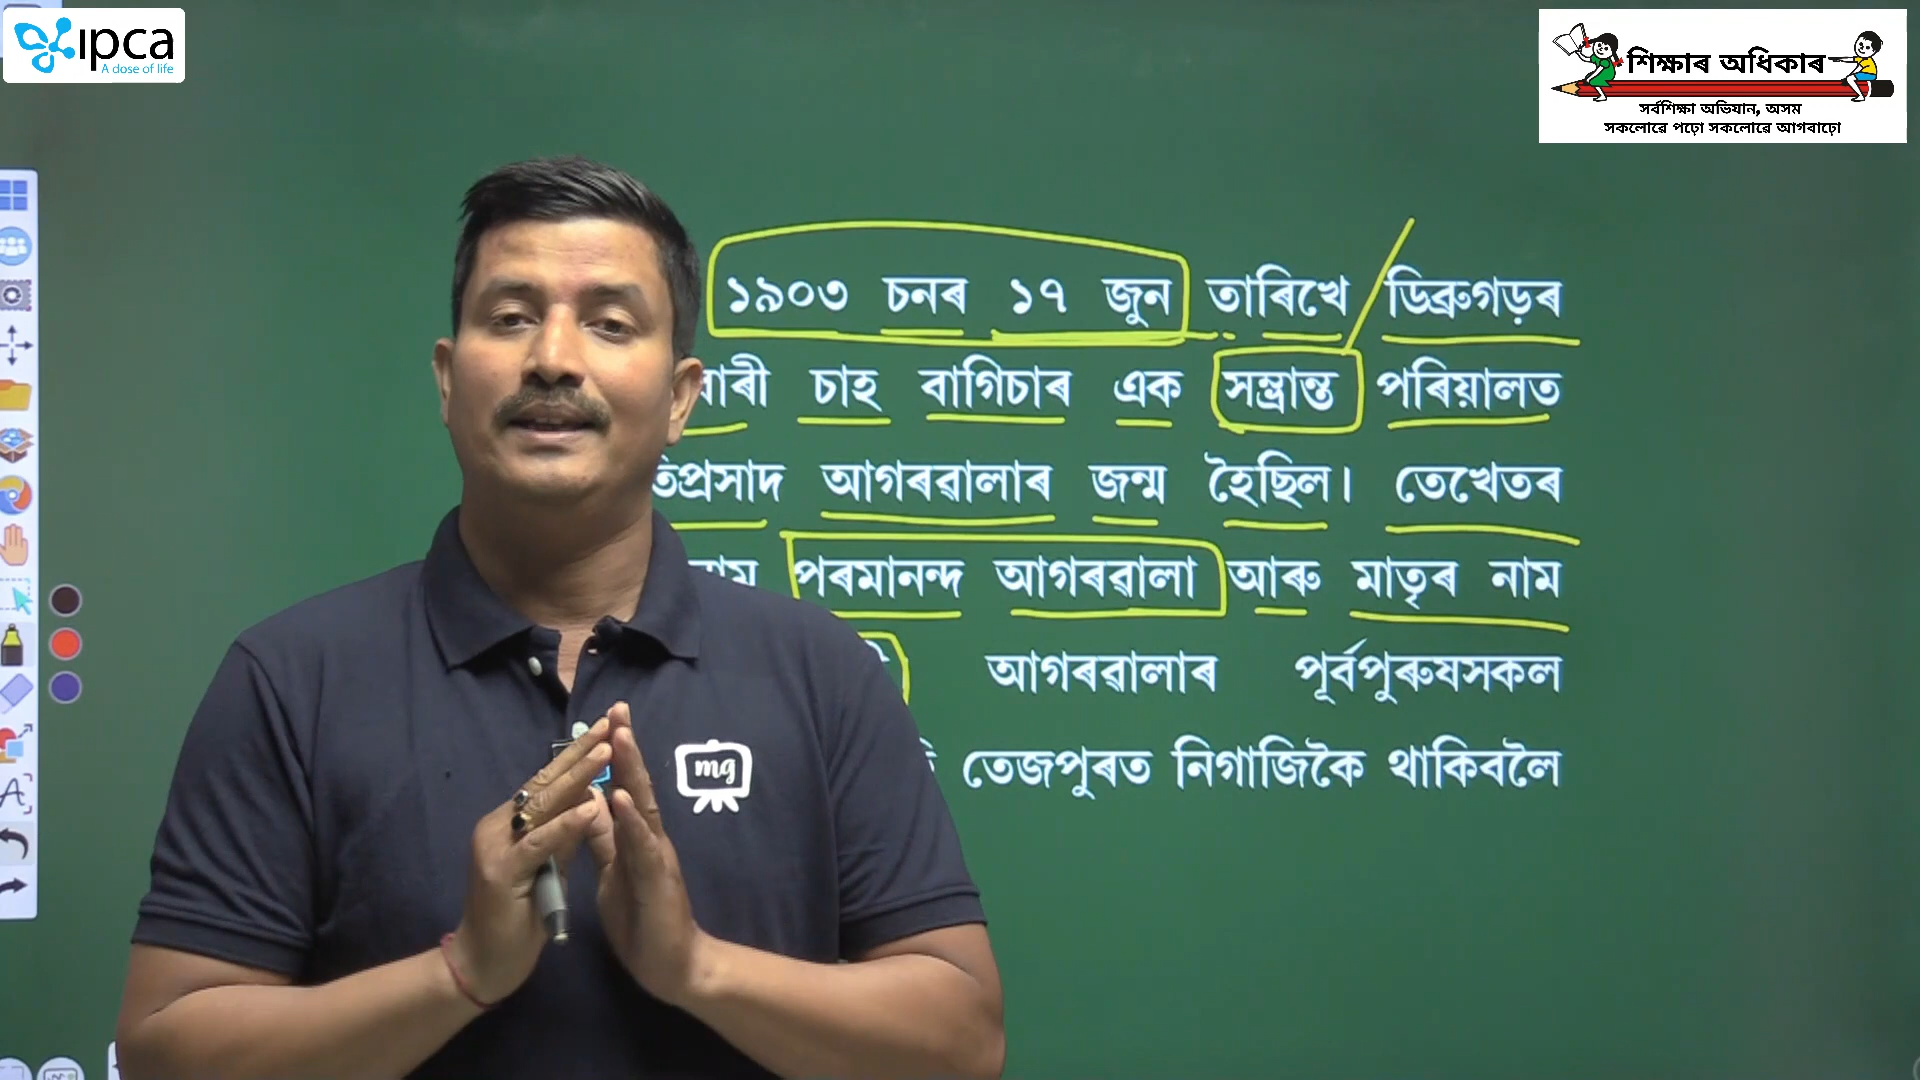 ipca
A dose of life
শিক্ষাৰ অধিকাৰ
সৰ্বশিক্ষা অভিযান, অসম
সকলোৱে পঢ়ো সকলোৱে আগবাঢ়ো
১৯০৩ চনৰ ১৭ জুন তাৰিখে ডিব্ৰুগড়ৰ
চাহ বাগিচাৰ এক সম্ভ্ৰান্ত পৰিয়ালত
আগৰৱালাৰ জন্ম হৈছিল। তেখেতৰ
পৰমানন্দ আগৰৱালা আৰু মাতৃৰ নাম
আগৰৱালাৰ পূৰ্বপুৰুষসকল
তেজপুৰত নিগাজিকৈ থাকিবলৈ
mg